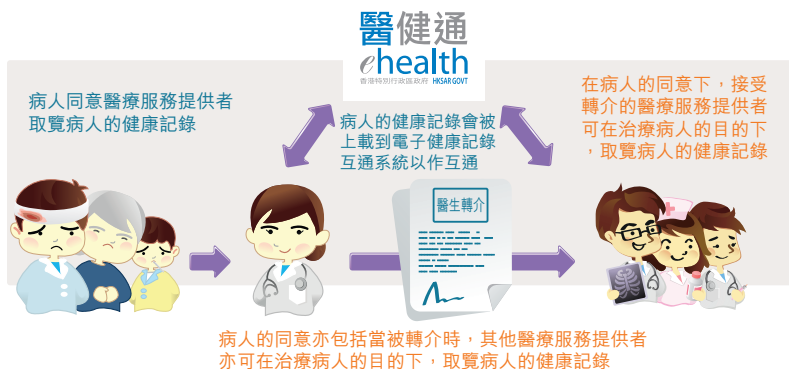 醫健通
ehealth
香港特別行政區政府 HKSAR GOVT
病人同意醫療服務提供者
取覽病人的健康記錄
病人的健康記錄會被
上載到電子健康記錄
互通系統以作互通
在病人的同意下，接受
轉介的醫療服務提供者
可在治療病人的目的下
，取覽病人的健康記錄
醫生轉介
病人的同意亦包括當被轉介時，其他醫療服務提供者
亦可在治療病人的目的下，取覽病人的健康記錄